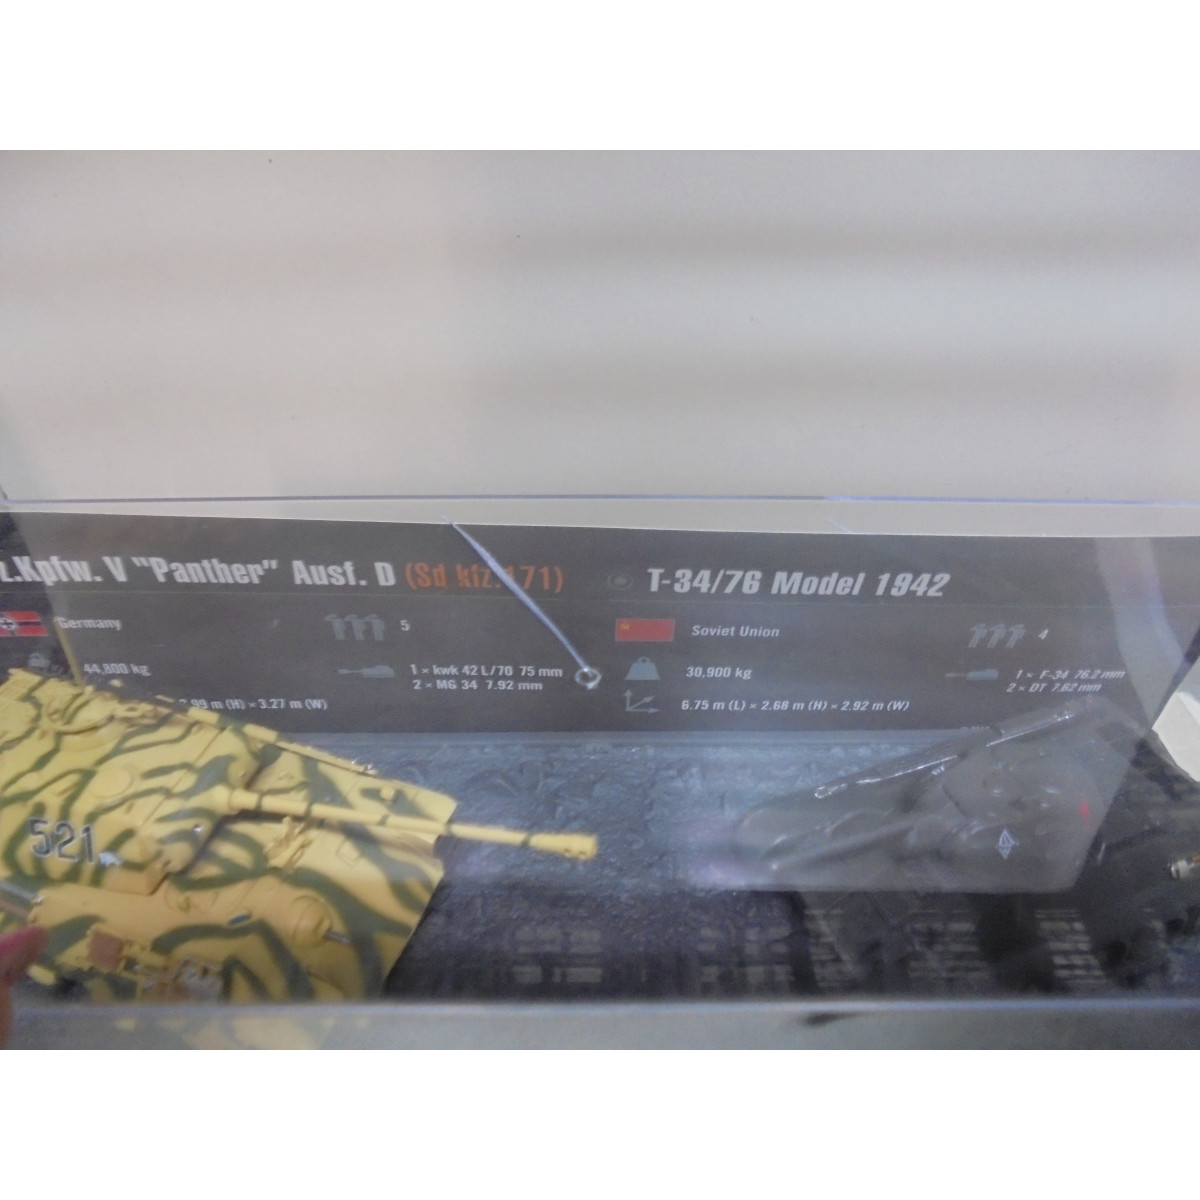 z.Kpfw. V "Panther" Ausf. D (Sd kfz.171)
Germany 5
44,800 kg 1 × kwk 42 L/70 75 mm
2 × MG 34 7.92 mm
2.99 m (H) × 3.27 m (W)
T-34/76 Model 1942
Soviet Union 4
30,900 kg 1 × F-34 76.2 mm
2 × DT 7.62 mm
6.75 m (L) × 2.68 m (H) × 2.92 m (W)
521